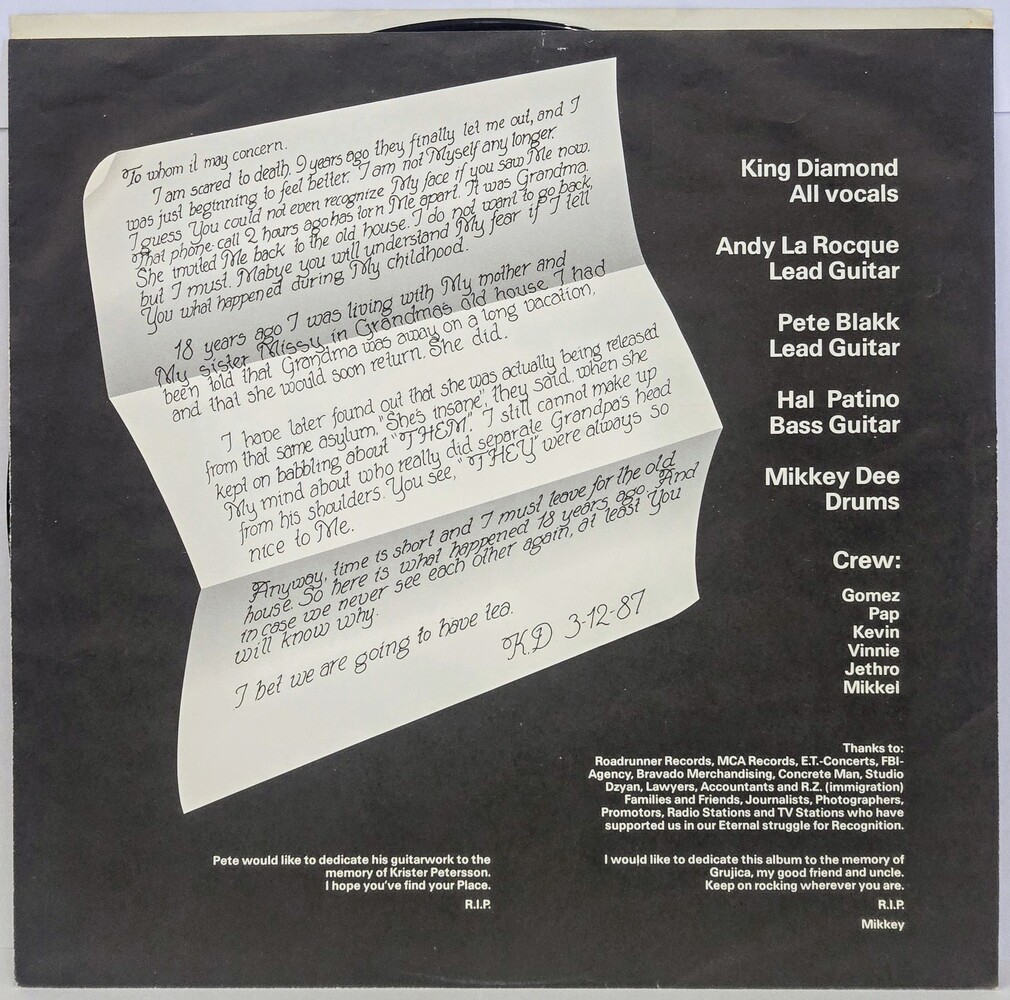 To whom it may concern.
I am scared to death. 9 years ago they finally let me out, and I
was just beginning to feel better. I am not Myself any longer.
I guess You could not even recognize My face if you saw Me now.
That phone call 2 hours ago has torn Me apart. It was Grandma.
She invited Me back to the old house. I do not want to go back,
but I must. Mabye you will understand My fear if I tell
You what happened during My childhood.
18 years ago I was living with My mother and
My sister Missy in Grandmas old house. I had
been told that Grandma was away on a long vacation,
and that she would soon return. She did.
I have later found out that she was actually being released
from that same asylum. "She's insane", they said, when she
kept on babbling about "THEM". I still cannot make up
My mind about who really did separate Grandpa's head
from his shoulders. You see, "THEY" were always so
nice to Me.
Anyway, time is short and I must leave for the old
house. So here is what happened 18 years ago. And
in case we never see each other again, at least You
will know why.
I bet we are going to have tea.
K.D 3-12-87
King Diamond
All vocals
Andy La Rocque
Lead Guitar
Pete Blakk
Lead Guitar
Hal Patino
Bass Guitar
Mikkey Dee
Drums
Crew:
Gomez
Pap
Kevin
Vinnie
Jethro
Mikkel
Thanks to:
Roadrunner Records, MCA Records, E.T.-Concerts, FBI-
Agency, Bravado Merchandising, Concrete Man, Studio
Dzyan, Lawyers, Accountants and R.Z. (immigration)
Families and Friends, Journalists, Photographers,
Promotors, Radio Stations and TV Stations who have
supported us in our Eternal struggle for Recognition.
Pete would like to dedicate his guitarwork to the
memory of Krister Petersson.
I hope you've find your Place.
R.I.P.
I would like to dedicate this album to the memory of
Grujica, my good friend and uncle.
Keep on rocking wherever you are.
R.I.P.
Mikkey